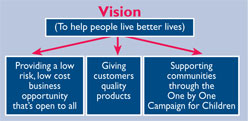 Vision
(To help people live better lives)
Providing a low
risk, low cost
business
opportunity
that's open to all
Giving
customers
quality
products
Supporting
communities
through the
One by One
Campaign for Children